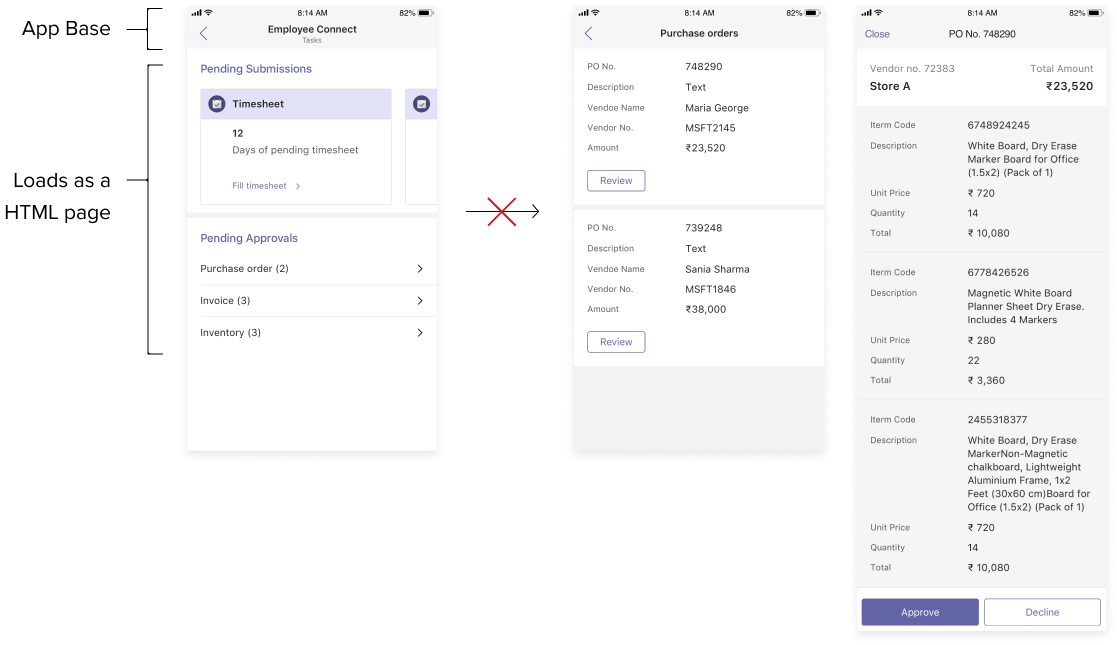 App Base
Loads as a
HTML page
8:14 AM
82%
Employee Connect
Tasks
Pending Submissions
Timesheet
12
Days of pending timesheet
Fill timesheet
Pending Approvals
Purchase order (2)
Invoice (3)
Inventory (3)
8:14 AM
82%
Purchase orders
PO No. 748290
Description Text
Vendoe Name Maria George
Vendor No. MSFT2145
Amount ₹23,520
Review
PO No. 739248
Description Text
Vendoe Name Sania Sharma
Vendor No. MSFT1846
Amount ₹38,000
Review
8:14 AM
82%
Close PO No. 748290
Vendor no. 72383 Total Amount
Store A ₹23,520
Iterm Code 6748924245
Description White Board, Dry Erase
Marker Board for Office
(1.5x2) (Pack of 1)
Unit Price ₹ 720
Quantity 14
Total ₹ 10,080
Iterm Code 6778426526
Description Magnetic White Board
Planner Sheet Dry Erase.
Includes 4 Markers
Unit Price ₹ 280
Quantity 22
Total ₹ 3,360
Iterm Code 2455318377
Description White Board, Dry Erase
MarkerNon-Magnetic
chalkboard, Lightweight
Aluminium Frame, 1x2
Feet (30x60 cm)Board for
Office (1.5x2) (Pack of 1)
Unit Price ₹ 720
Quantity 14
Total ₹ 10,080
Approve Decline